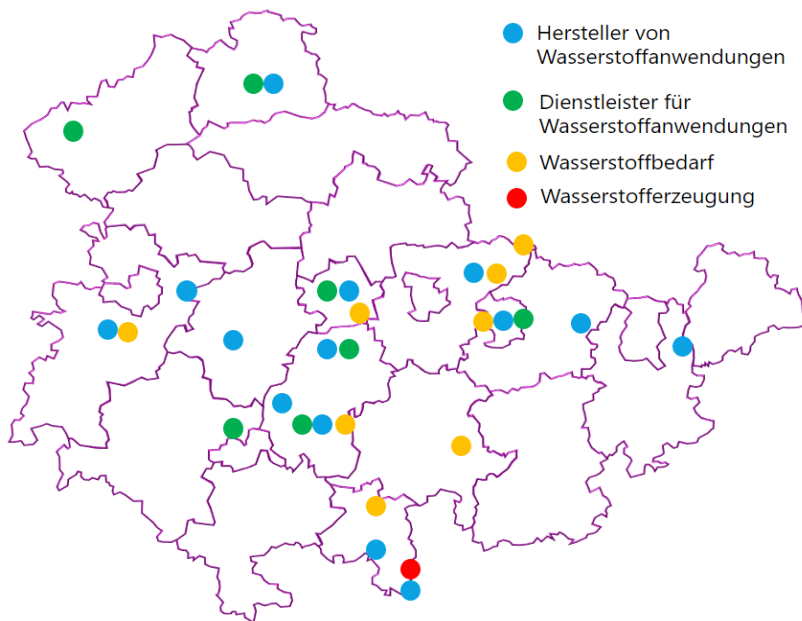 Hersteller von
Wasserstoffanwendungen
Dienstleister für
Wasserstoffanwendungen
Wasserstoffbedarf
Wasserstofferzeugung